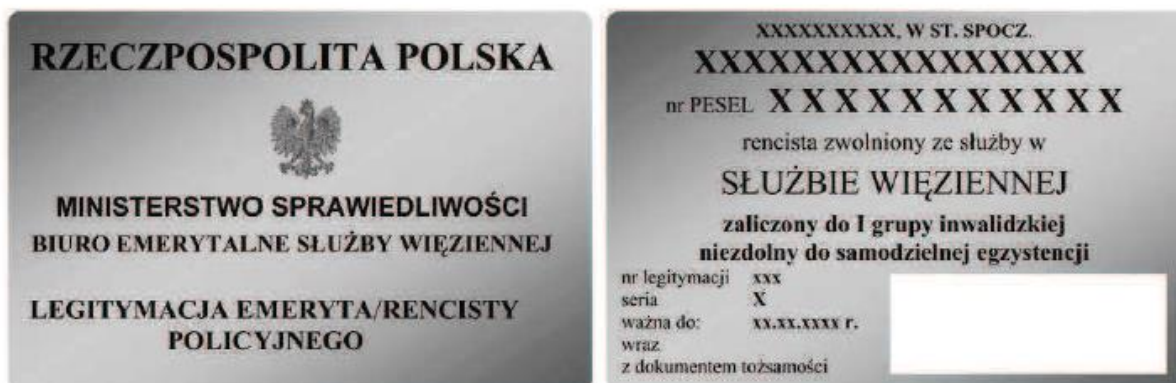 RZECZPOSPOLITA POLSKA
MINISTERSTWO SPRAWIEDLIWOŚCI
BIURO EMERYTALNE SŁUŻBY WIĘZIENNEJ
LEGITYMACJA EMERYTA/RENCISTY
POLICYJNEGO
XXXXXXXXXX, W ST. SPOCZ.
XXXXXXXXXXXXXXXX
nr PESEL X X X X X X X X X X X
rencista zwolniony ze służby w
SŁUŻBIE WIĘZIENNEJ
zaliczony do I grupy inwalidzkiej
niezdolny do samodzielnej egzystencji
nr legitymacji xxx
seria X
ważna do: xx.xx.xxxx r.
wraz
z dokumentem tożsamości